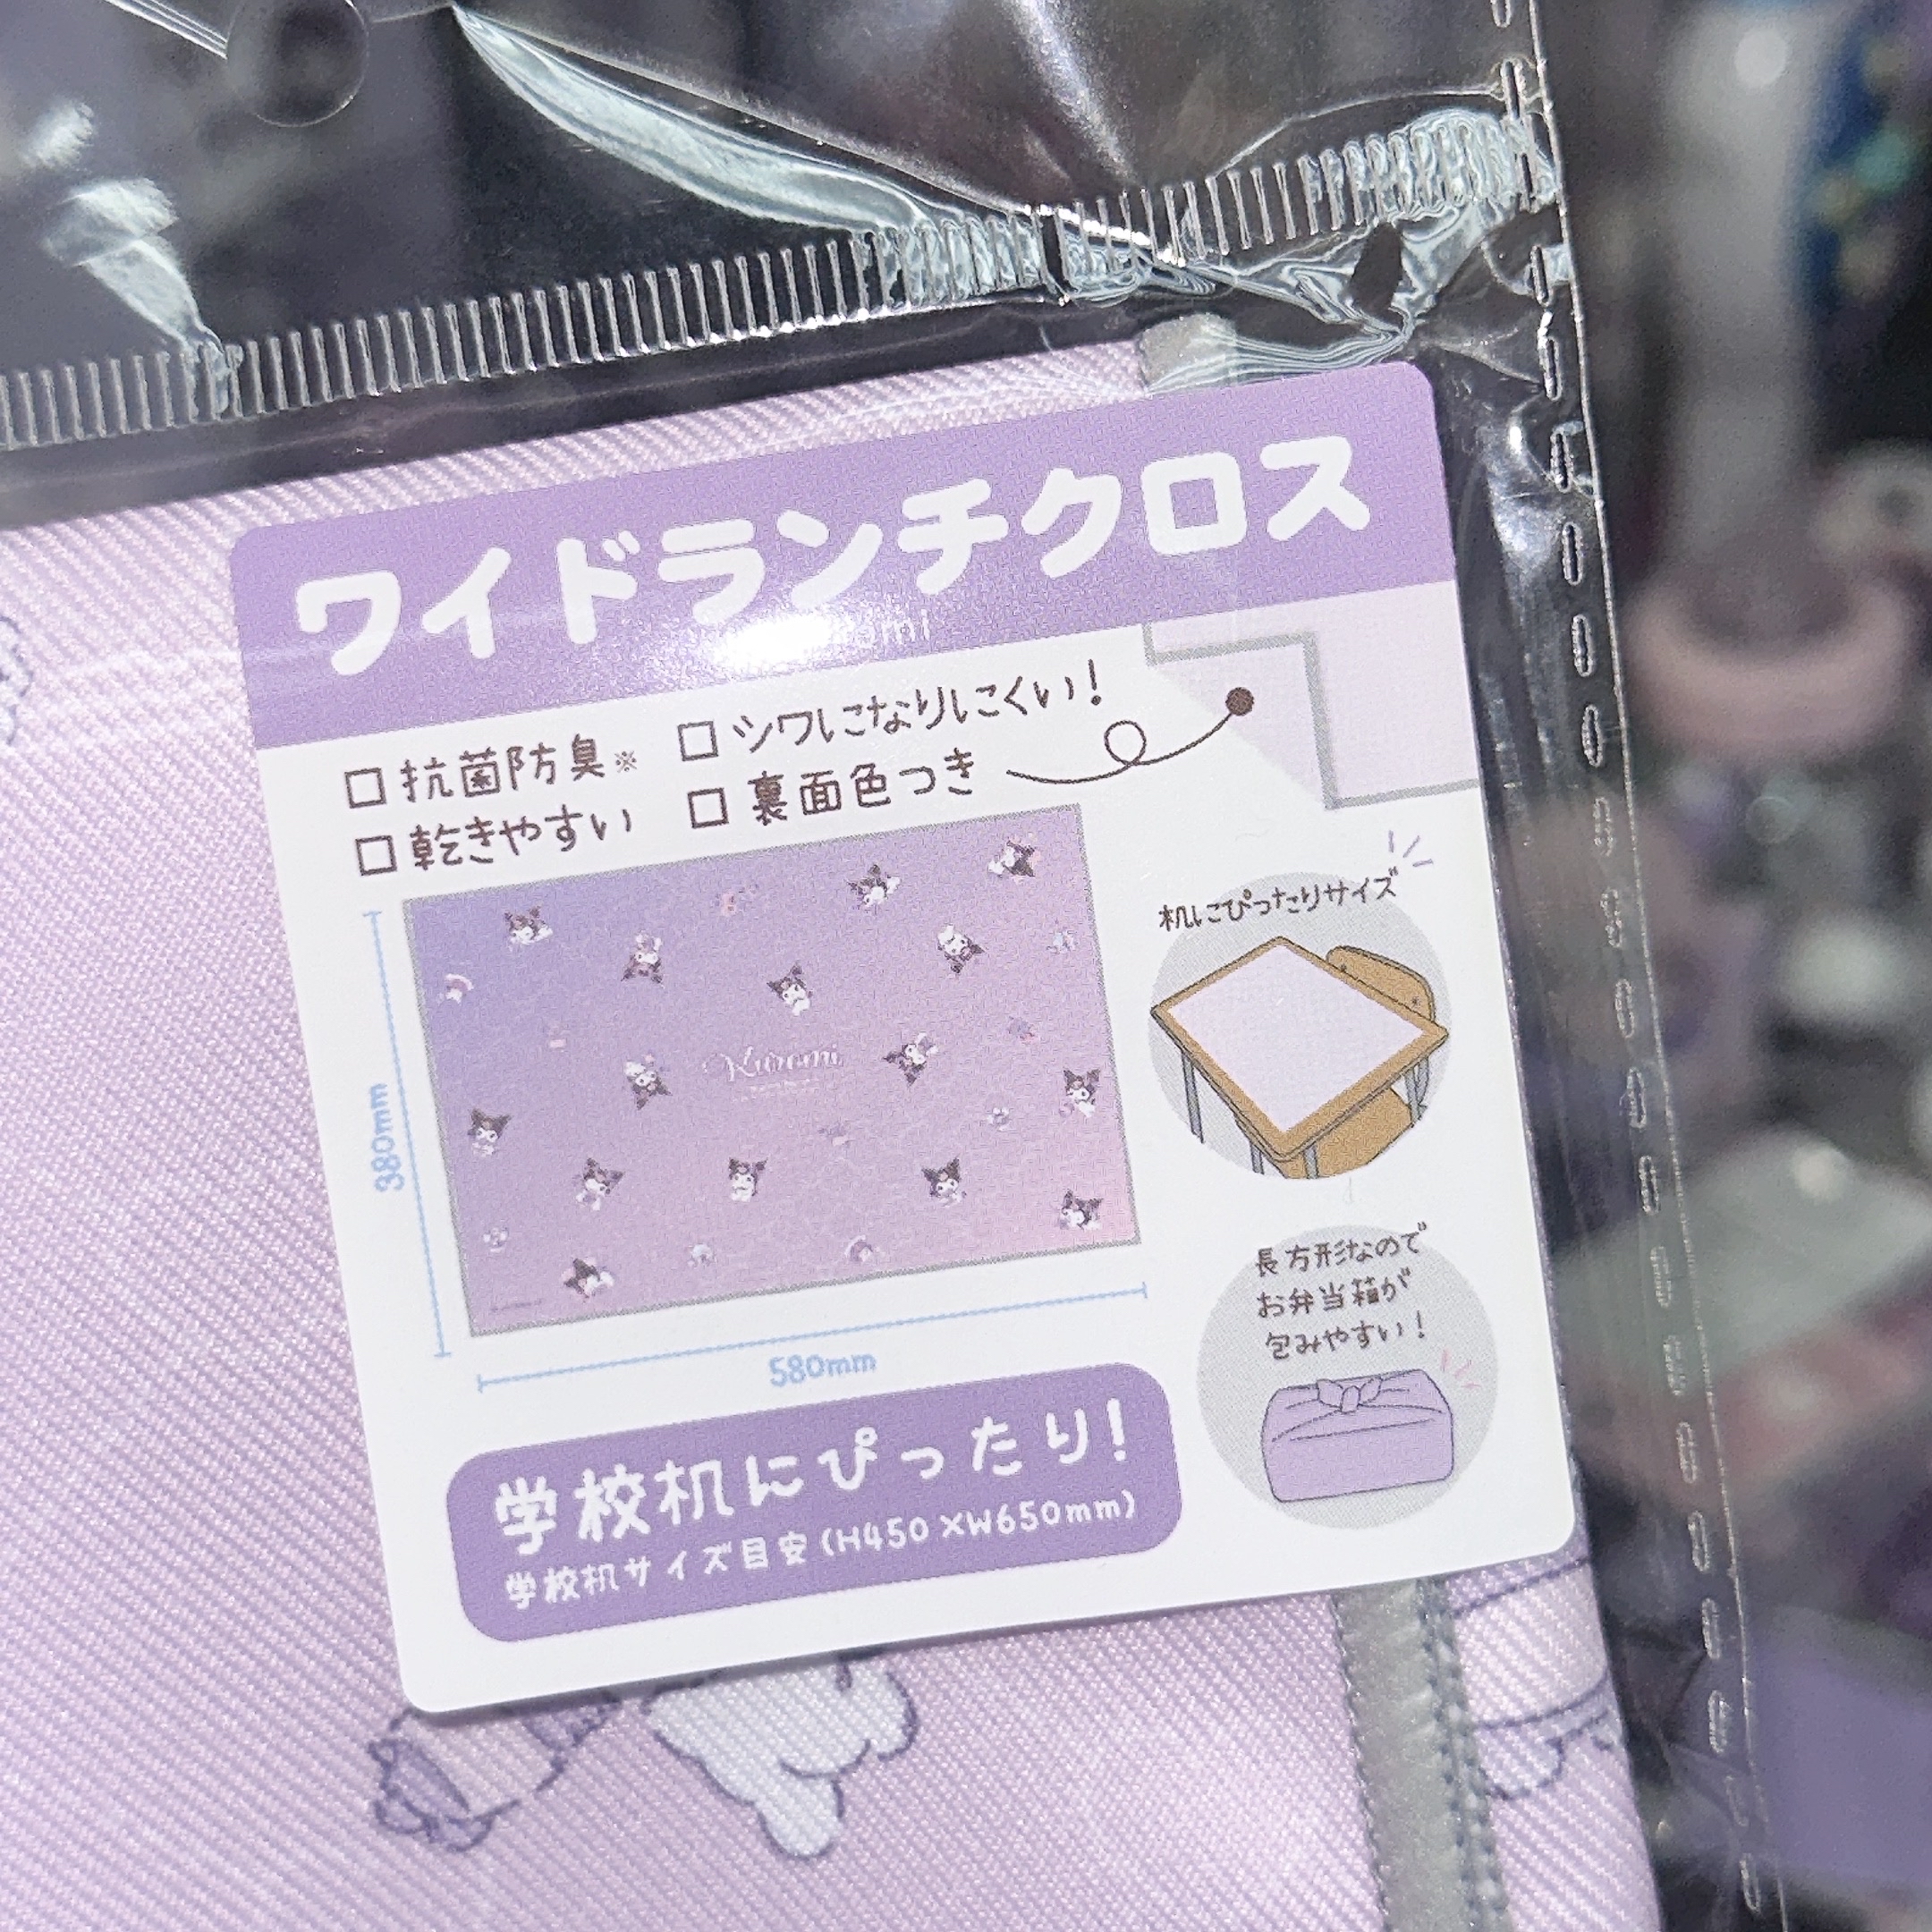 ワイドランチクロス
□ 抗菌防臭※ □ シワになりにくい!
□ 乾きやすい □ 裏面色つき
机にぴったりサイズ
Kuromi
380mm
580mm
長方形なので
お弁当箱が
包みやすい!
学校机にぴったり!
学校机サイズ目安(H450×W650mm)